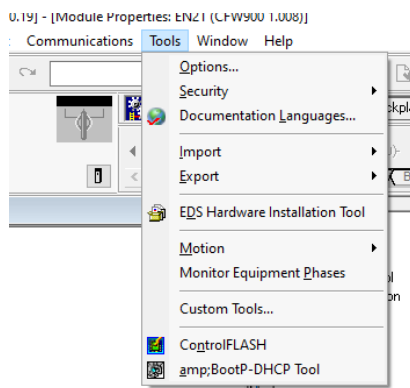 0.19] - [Module Properties: EN2T (CFW900 1.008)]
Communications Tools Window Help
Options...
Security
Documentation Languages...
Import
Export
EDS Hardware Installation Tool
Motion
Monitor Equipment Phases
Custom Tools...
ControlFLASH
amp;BootP-DHCP Tool